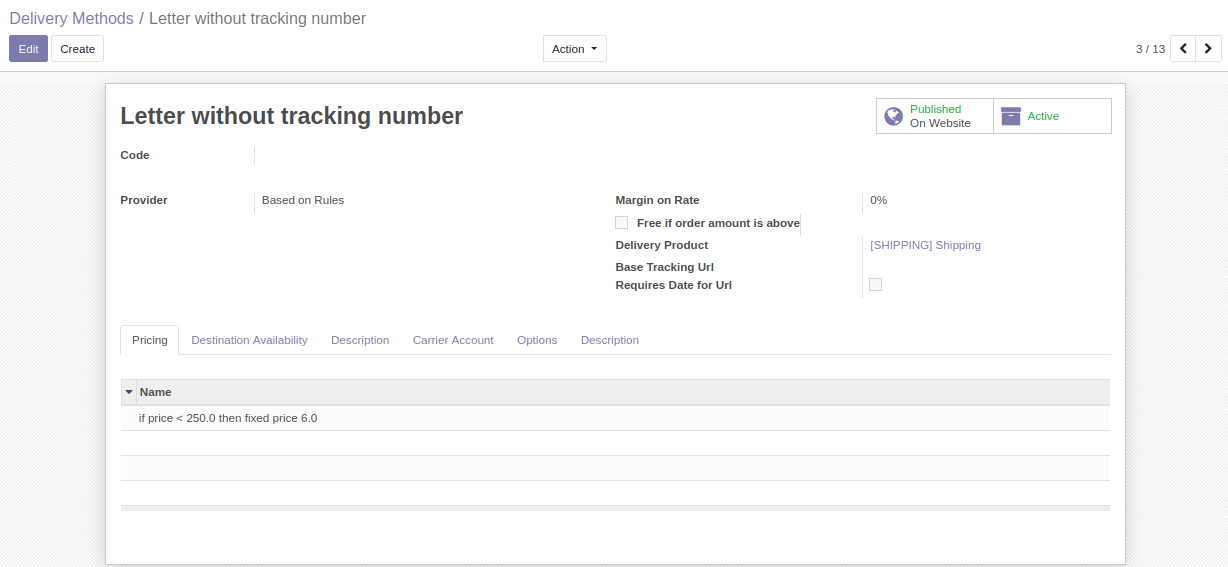 Delivery Methods / Letter without tracking number
Edit Create Action 3 / 13
Letter without tracking number
Published
On Website
Active
Code
Provider Based on Rules
Margin on Rate 0%
Free if order amount is above
Delivery Product [SHIPPING] Shipping
Base Tracking Url
Requires Date for Url
Pricing Destination Availability Description Carrier Account Options Description
Name
if price < 250.0 then fixed price 6.0